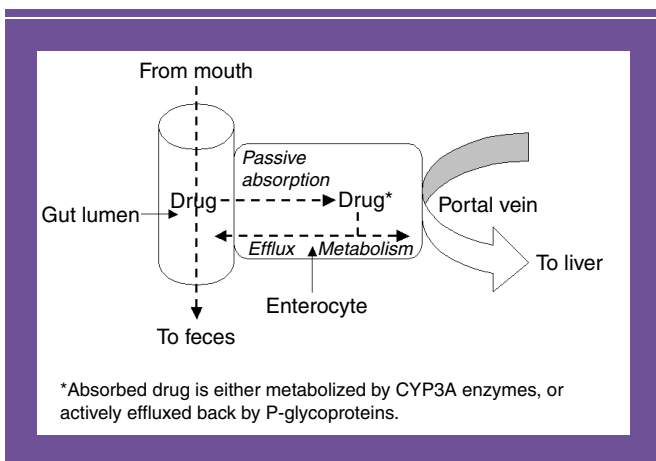 From mouth
Passive
absorption
Drug
Drug*
Gut lumen
Portal vein
Efflux
Metabolism
To liver
Enterocyte
To feces
*Absorbed drug is either metabolized by CYP3A enzymes, or
actively effluxed back by P-glycoproteins.